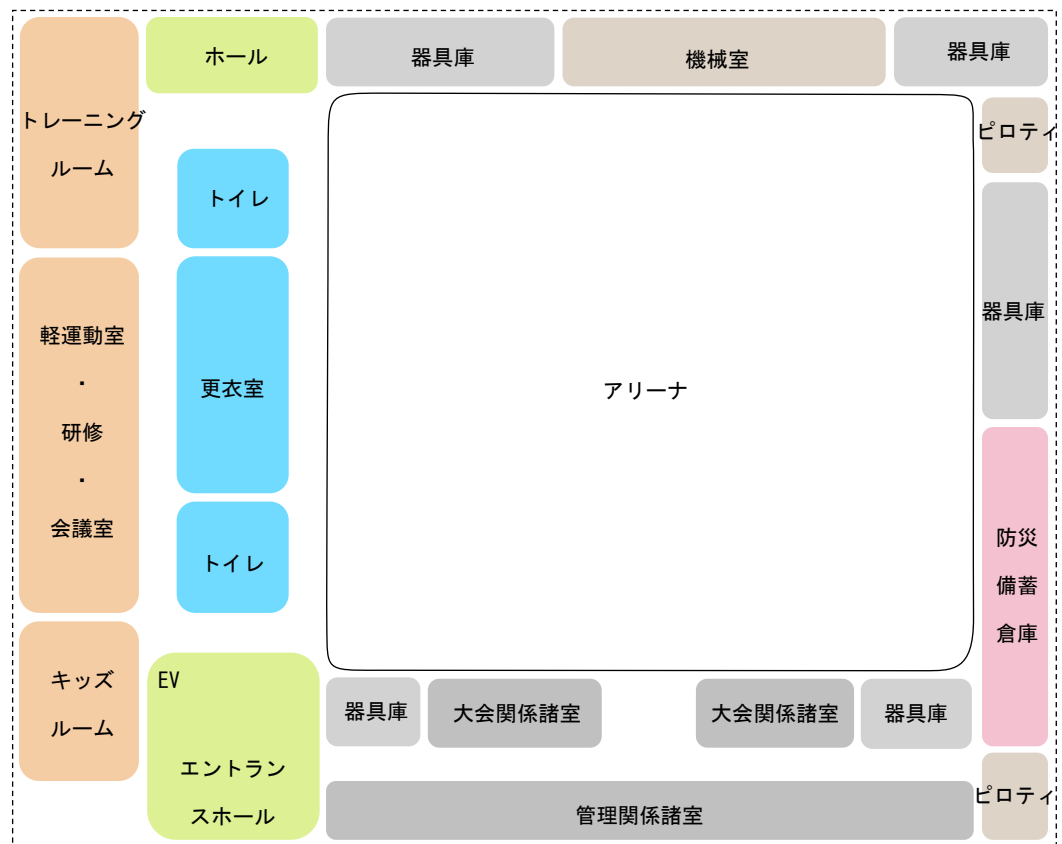 ホール
器具庫
機械室
器具庫
トレーニング
ルーム
ピロティ
トイレ
器具庫
軽運動室
・
研修
・
会議室
更衣室
アリーナ
トイレ
防災
備蓄
倉庫
キッズ
ルーム
EV
エントラン
スホール
器具庫
大会関係諸室
大会関係諸室
器具庫
管理関係諸室
ピロティ